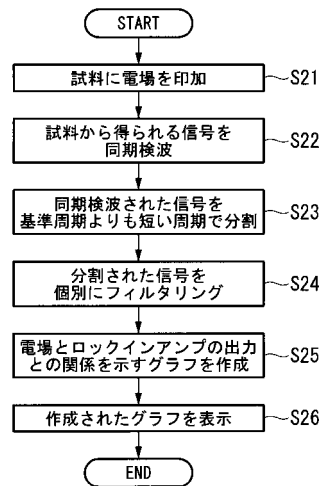 START
試料に電場を印加
S21
試料から得られる信号を
同期検波
S22
同期検波された信号を
基準周期よりも短い周期で分割
S23
分割された信号を
個別にフィルタリング
S24
電場とロックインアンプの出力
との関係を示すグラフを作成
S25
作成されたグラフを表示
S26
END